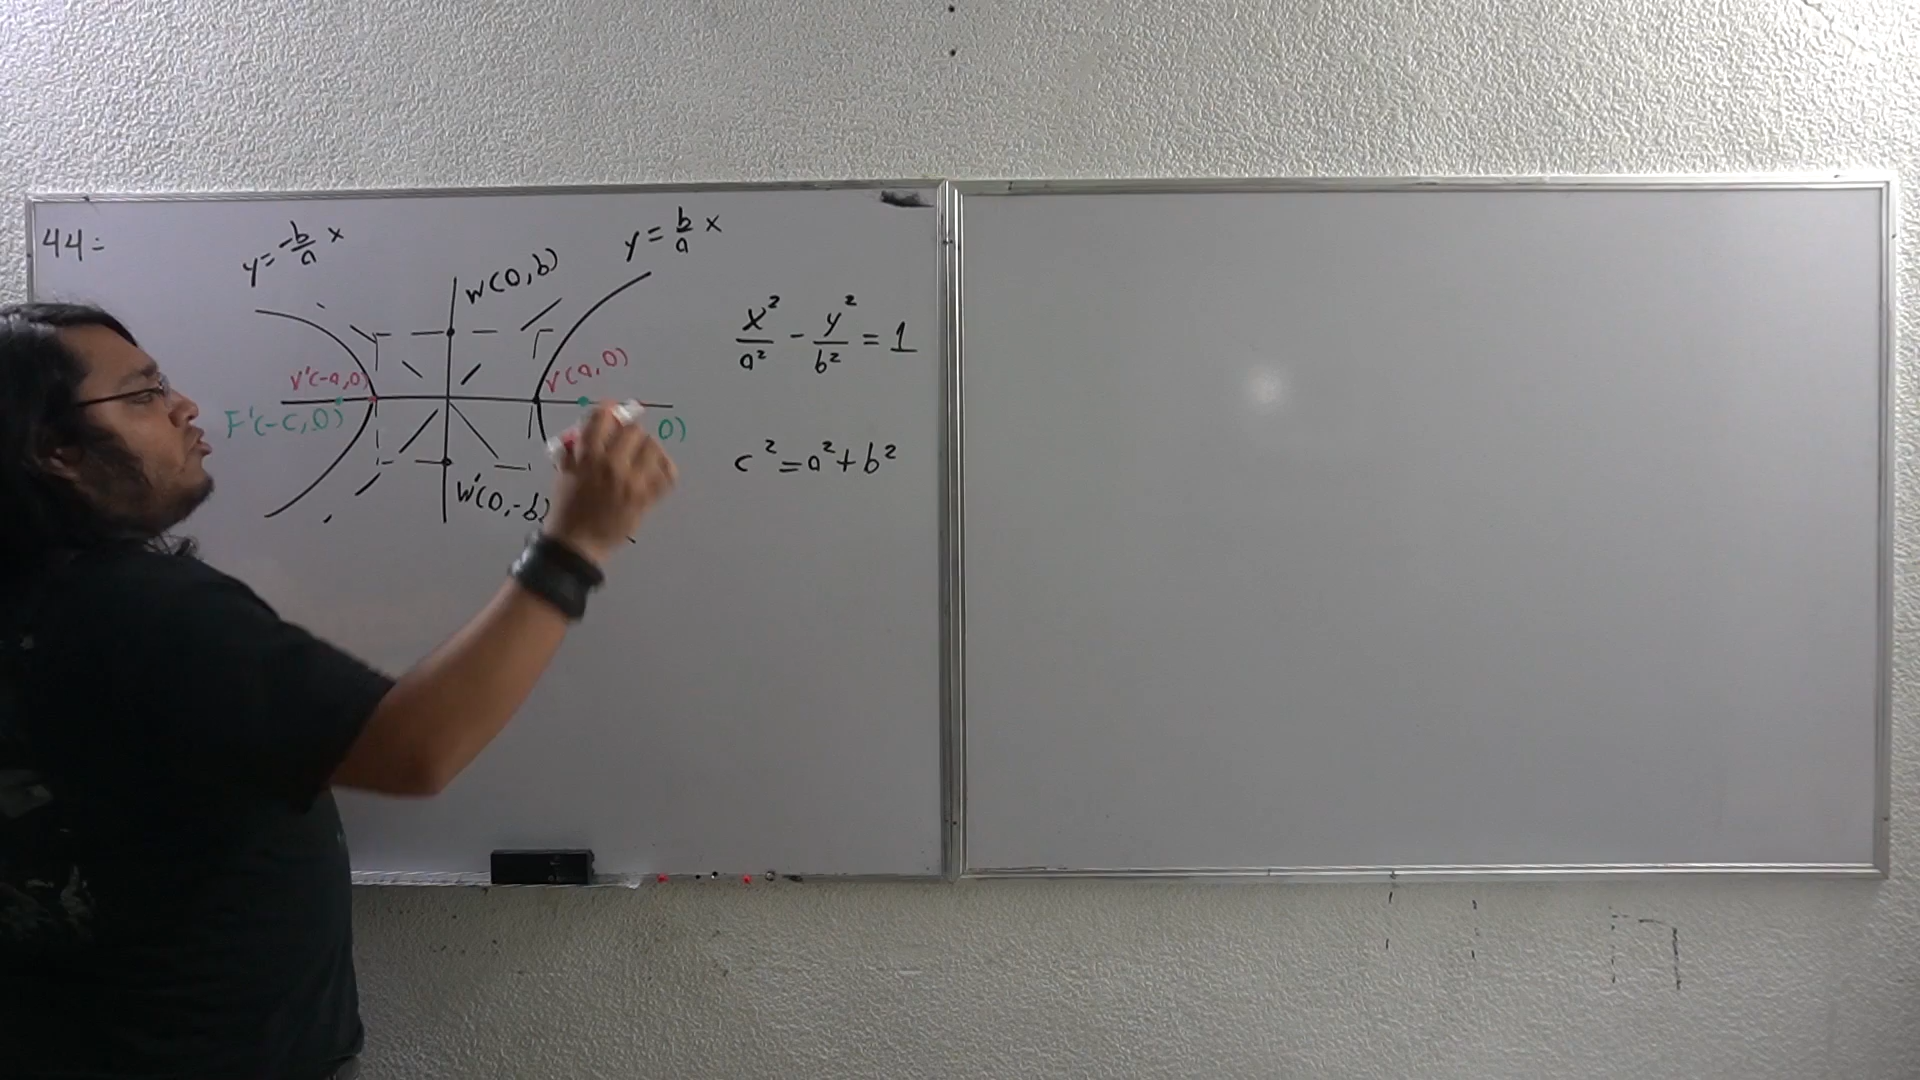 44=
y = -b/a x
y = b/a x
W(0,b)
x²/a² - y²/b² = 1
V'(-a,0)
V(a,0)
F'(-c,0)
0)
c² = a² + b²
W'(0,-b)